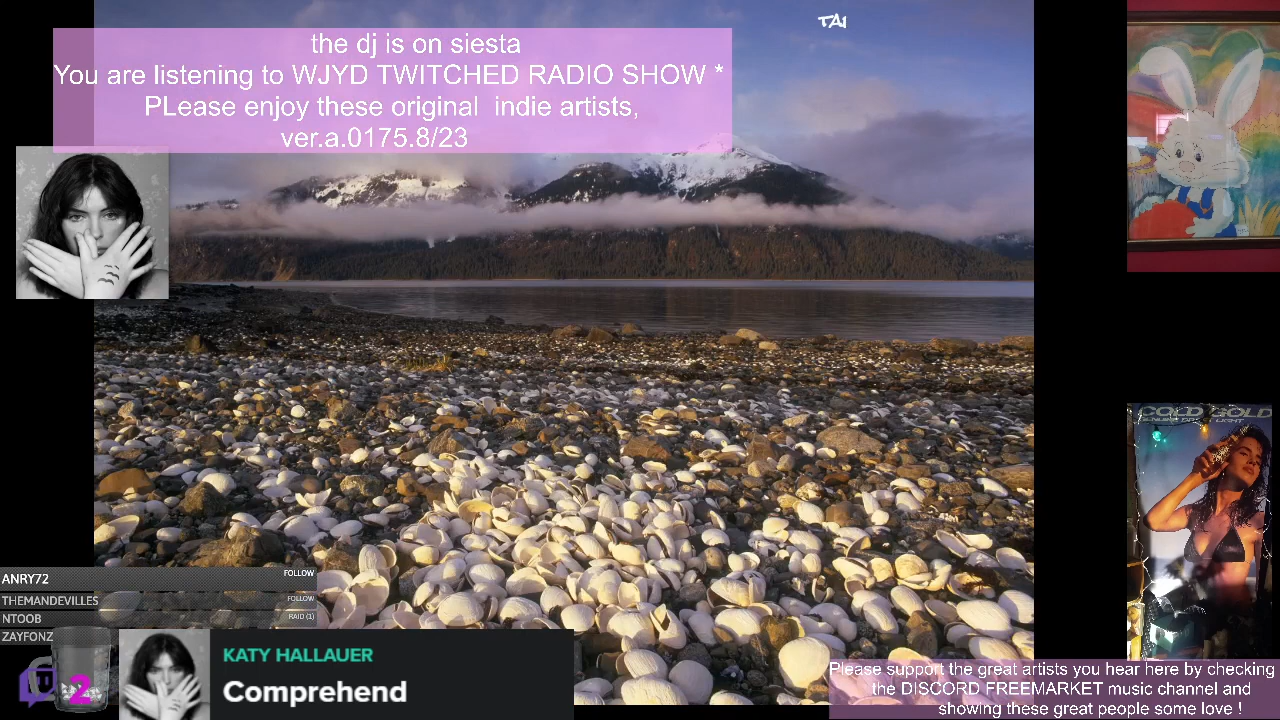 TAI
the dj is on siesta
You are listening to WJYD TWITCHED RADIO SHOW *
PLease enjoy these original indie artists,
ver.a.0175.8/23
COLD GOLD
ANRY72 FOLLOW
THEMANDEVILLES FOLLOW
NTOOB RAID (1)
ZAYFONZ
2
KATY HALLAUER
Comprehend
Please support the great artists you hear here by checking
the DISCORD FREEMARKET music channel and
showing these great people some love !